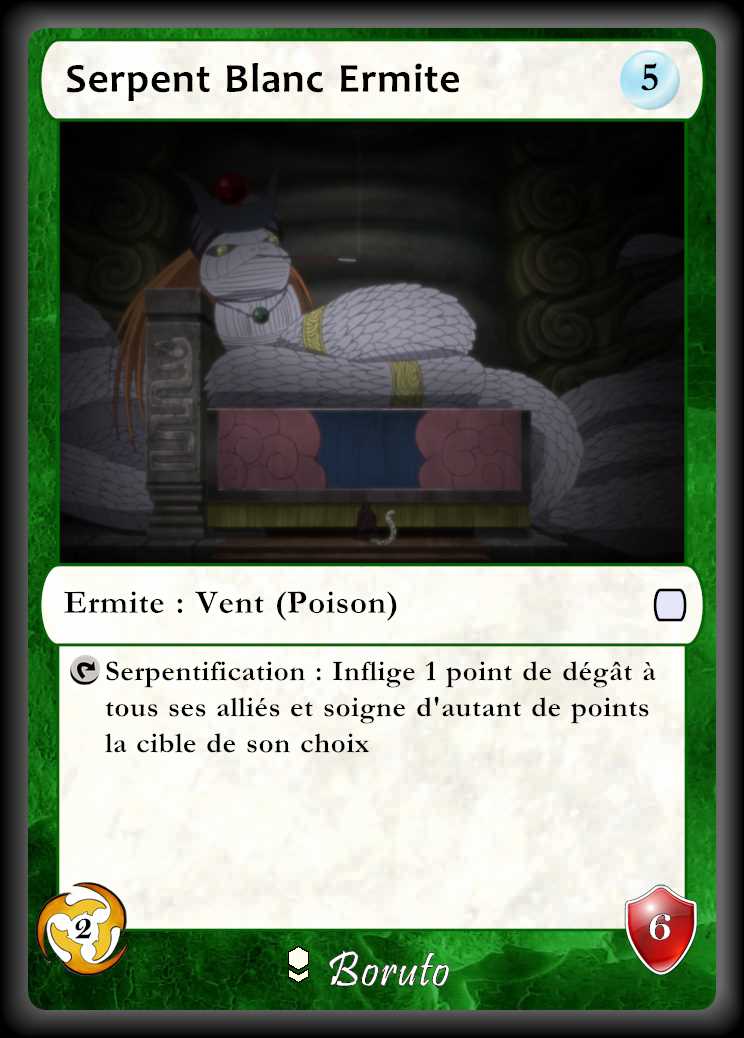 Serpent Blanc Ermite
5
Ermite : Vent (Poison)
Serpentification : Inflige 1 point de dégât à
tous ses alliés et soigne d'autant de points
la cible de son choix
2
6
Boruto